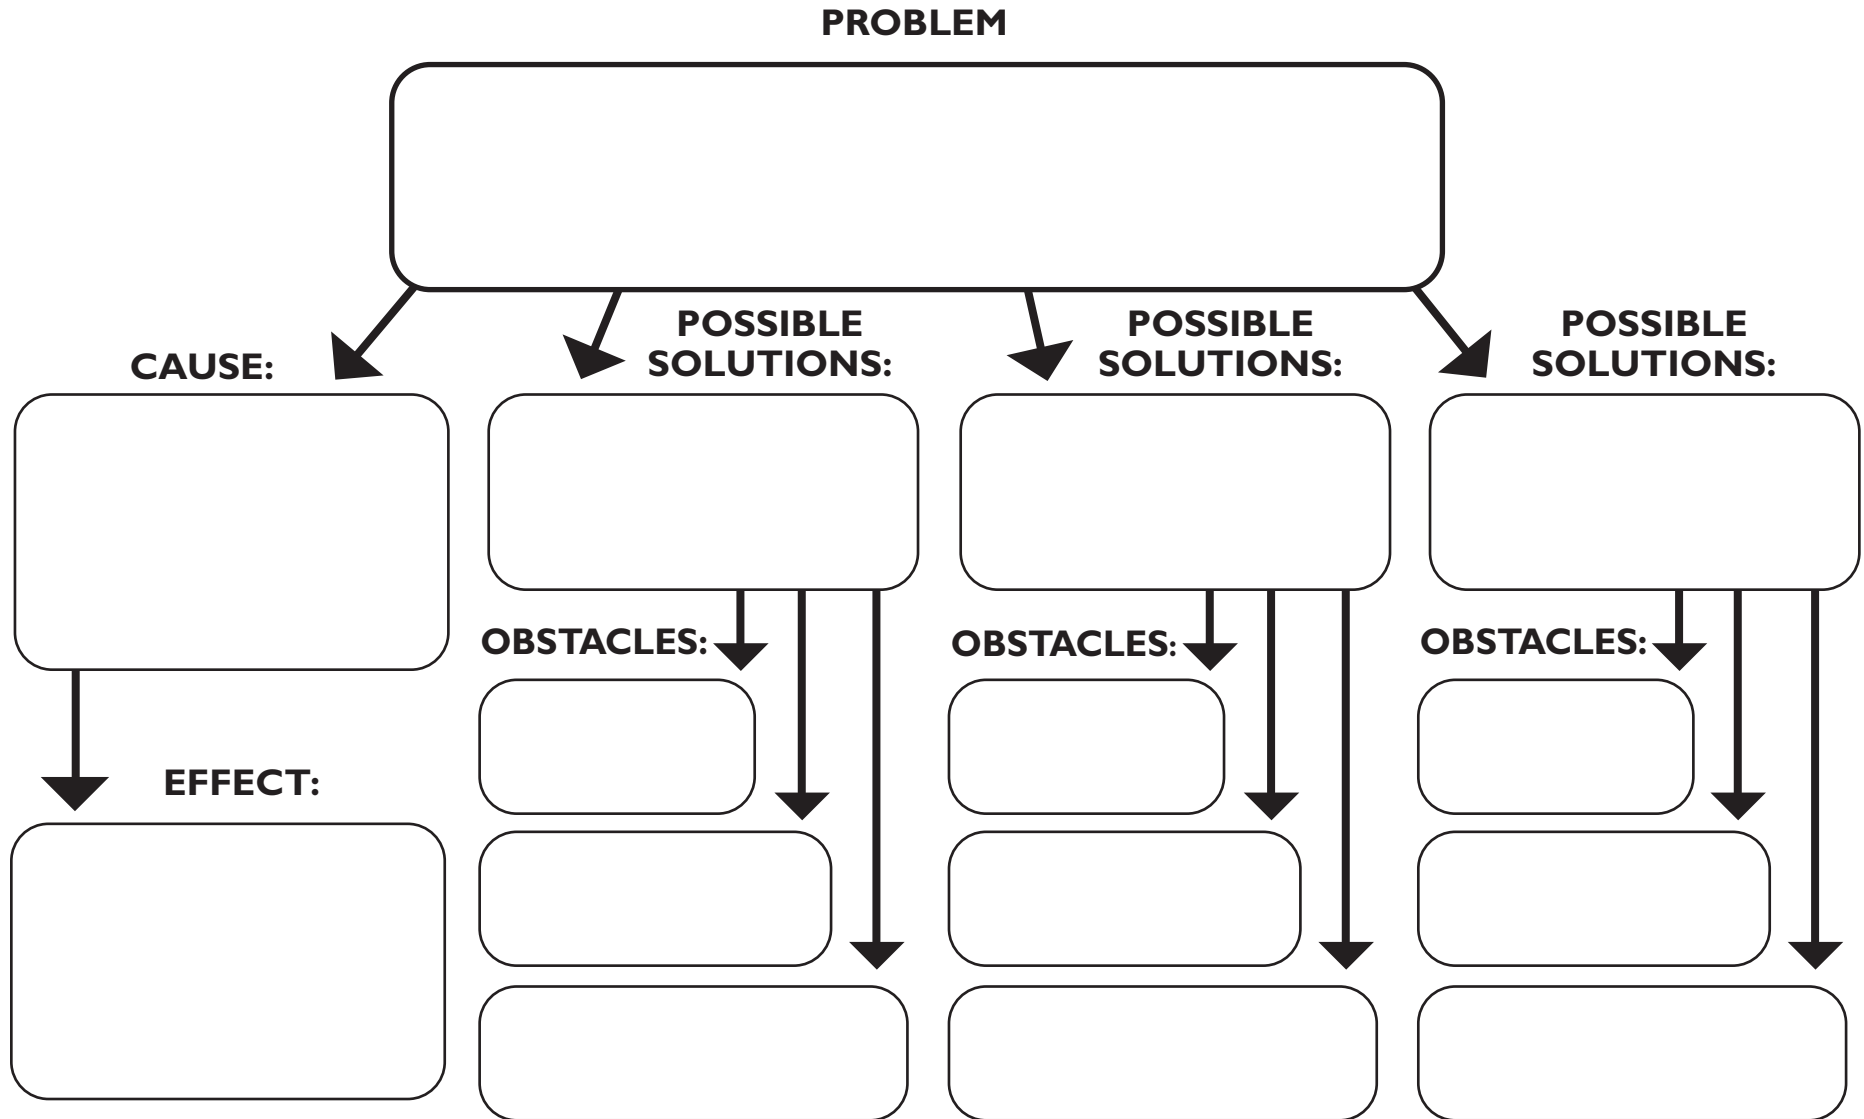 PROBLEM
CAUSE:
POSSIBLE
SOLUTIONS:
POSSIBLE
SOLUTIONS:
POSSIBLE
SOLUTIONS:
OBSTACLES:
OBSTACLES:
OBSTACLES:
EFFECT: